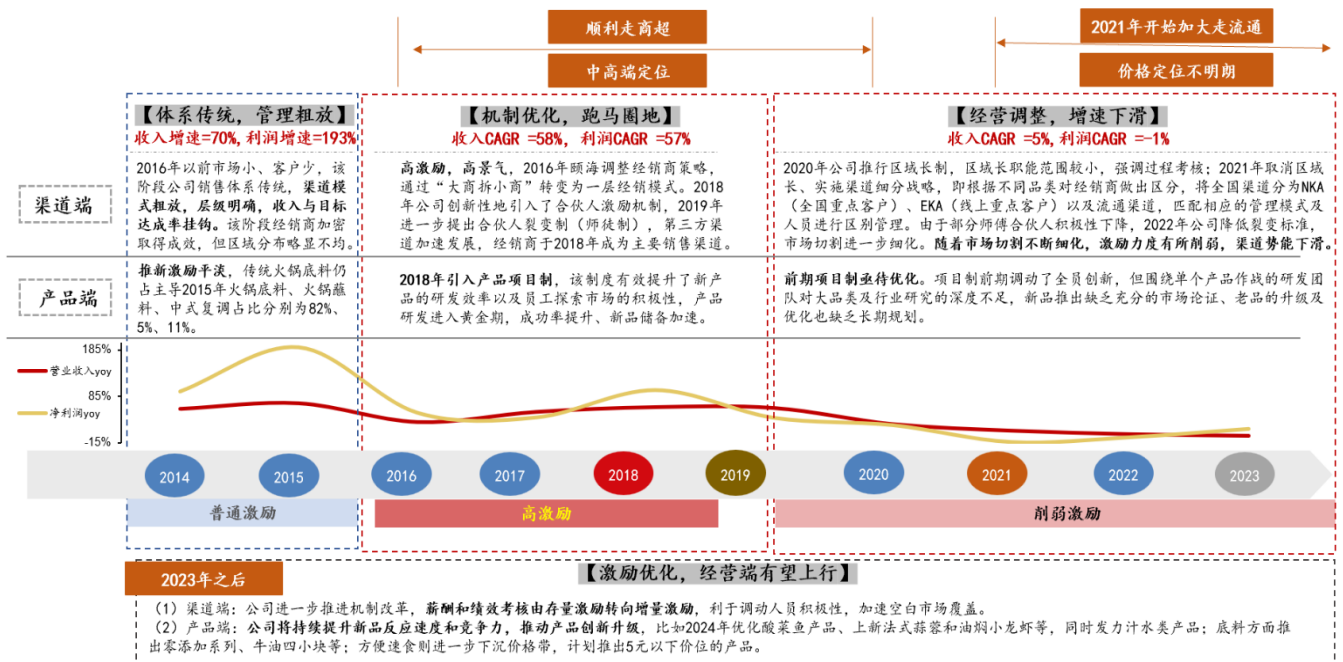 顺利走商超
中高端定位
2021年开始加大走流通
价格定位不明朗
【体系传统，管理粗放】
收入增速=70%，利润增速=193%
【机制优化，跑马圈地】
收入CAGR =58%，利润CAGR =57%
【经营调整，增速下滑】
收入CAGR =5%，利润CAGR =-1%
渠道端
2016年以前市场小、客户少，该
阶段公司销售体系传统，渠道模
式粗放，层级明确，收入与目标
达成率挂钩。该阶段经销商加密
取得成效，但区域分布略显不均。
高激励，高景气，2016年颐海调整经销商策略，
通过“大商拆小商”转变为一层经销模式。2018
年公司创新性地引入了合伙人激励机制，2019年
进一步提出合伙人裂变制（师徒制），第三方渠
道加速发展，经销商于2018年成为主要销售渠道。
2020年公司推行区域长制，区域长职能范围较小，强调过程考核；2021年取消区域
长、实施渠道细分战略，即根据不同品类对经销商做出区分，将全国渠道分为NKA
（全国重点客户）、EKA（线上重点客户）以及流通渠道，匹配相应的管理模式及
人员进行区别管理。由于部分师傅合伙人积极性下降，2022年公司降低裂变标准，
市场切割进一步细化。随着市场切割不断细化，激励力度有所削弱，渠道势能下滑。
产品端
推新激励平淡，传统火锅底料仍
占主导2015年火锅底料、火锅蘸
料、中式复调占比分别为82%、
5%、11%。
2018年引入产品项目制，该制度有效提升了新产
品的研发效率以及员工探索市场的积极性，产品
研发进入黄金期，成功率提升、新品储备加速。
前期项目制亟待优化。项目制前期调动了全员创新，但围绕单个产品作战的研发
团队对大品类及行业研究的深度不足，新品推出缺乏充分的市场论证、老品的升级及
优化也缺乏长期规划。
185%
85%
-15%
营业收入yoy
净利润yoy
2014
2015
2016
2017
2018
2019
2020
2021
2022
2023
普通激励
高激励
削弱激励
2023年之后
【激励优化，经营端有望上行】
（1）渠道端：公司进一步推进机制改革，薪酬和绩效考核由存量激励转向增量激励，利于调动人员积极性，加速空白市场覆盖。
（2）产品端：公司将持续提升新品反应速度和竞争力，推动产品创新升级，比如2024年优化酸菜鱼产品、上新法式蒜蓉和油焖小龙虾等，同时发力汁水类产品；底料方面推
出零添加系列、牛油四小块等；方便速食则进一步下沉价格带，计划推出5元以下价位的产品。